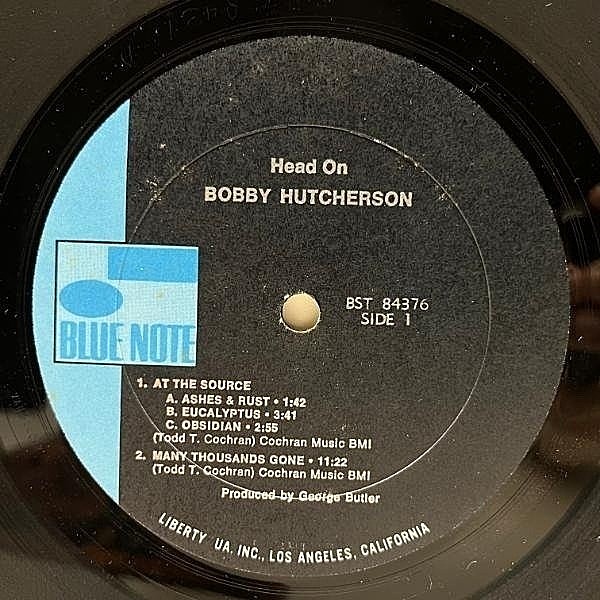 Head On
BOBBY HUTCHERSON
BST 84376
SIDE 1
BLUE NOTE
1. AT THE SOURCE
A. ASHES & RUST • 1:42
B. EUCALYPTUS • 3:41
C. OBSIDIAN • 2:55
(Todd T. Cochran) Cochran Music BMI
2. MANY THOUSANDS GONE • 11:22
(Todd T. Cochran) Cochran Music BMI
Produced by George Butler
LIBERTY UA, INC., LOS ANGELES, CALIFORNIA